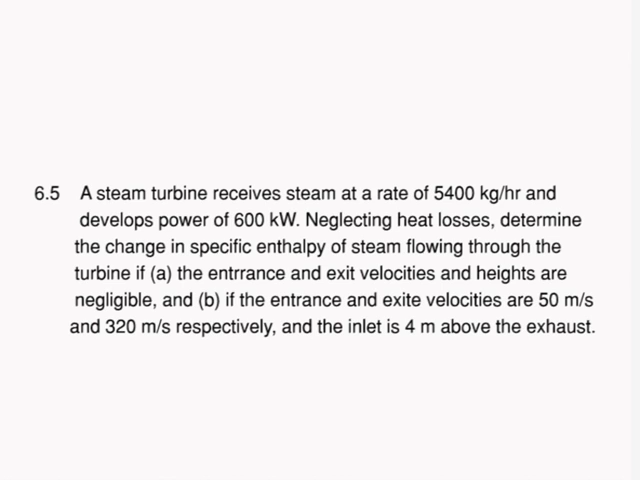 6.5 A steam turbine receives steam at a rate of 5400 kg/hr and
develops power of 600 kW. Neglecting heat losses, determine
the change in specific enthalpy of steam flowing through the
turbine if (a) the entrrance and exit velocities and heights are
negligible, and (b) if the entrance and exite velocities are 50 m/s
and 320 m/s respectively, and the inlet is 4 m above the exhaust.